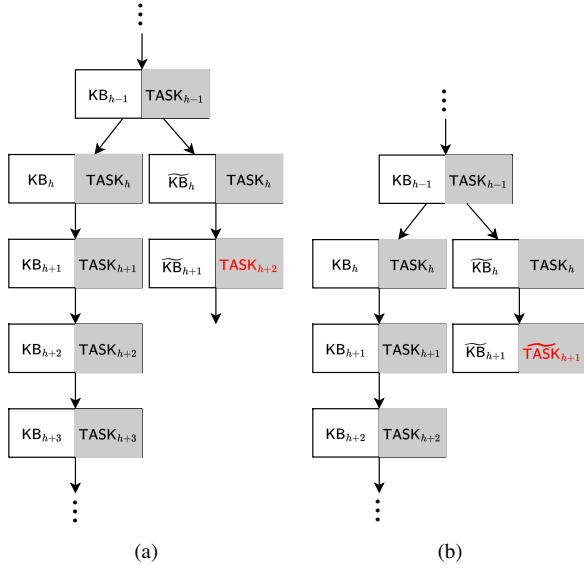 KB_{h-1} TASK_{h-1}
KB_h TASK_h \widetilde{KB}_h TASK_h
KB_{h+1} TASK_{h+1} \widetilde{KB}_{h+1} TASK_{h+2}
KB_{h+2} TASK_{h+2}
KB_{h+3} TASK_{h+3}
(a)
KB_{h-1} TASK_{h-1}
KB_h TASK_h \widetilde{KB}_h TASK_h
KB_{h+1} TASK_{h+1} \widetilde{KB}_{h+1} \widetilde{TASK}_{h+1}
KB_{h+2} TASK_{h+2}
(b)